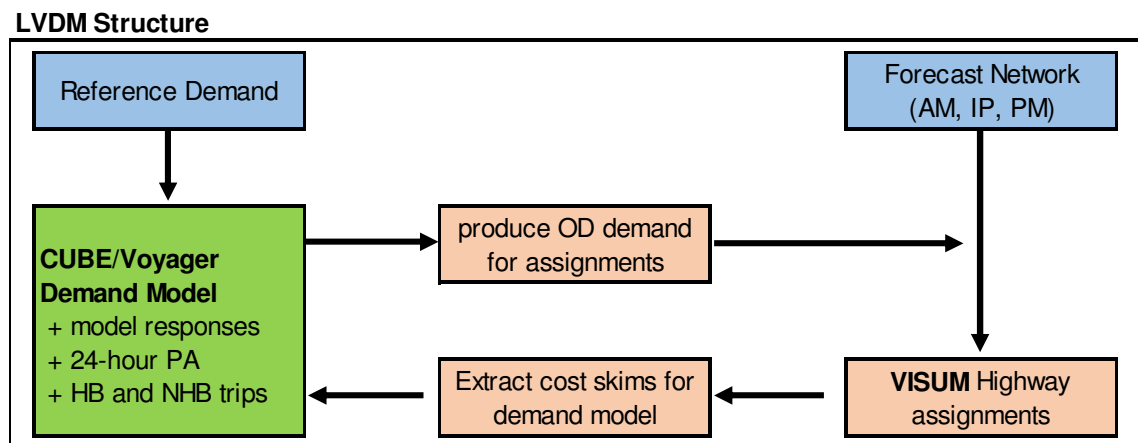 LVDM Structure
Reference Demand
Forecast Network
(AM, IP, PM)
CUBE/Voyager
Demand Model
+ model responses
+ 24-hour PA
+ HB and NHB trips
produce OD demand
for assignments
Extract cost skims for
demand model
VISUM Highway
assignments